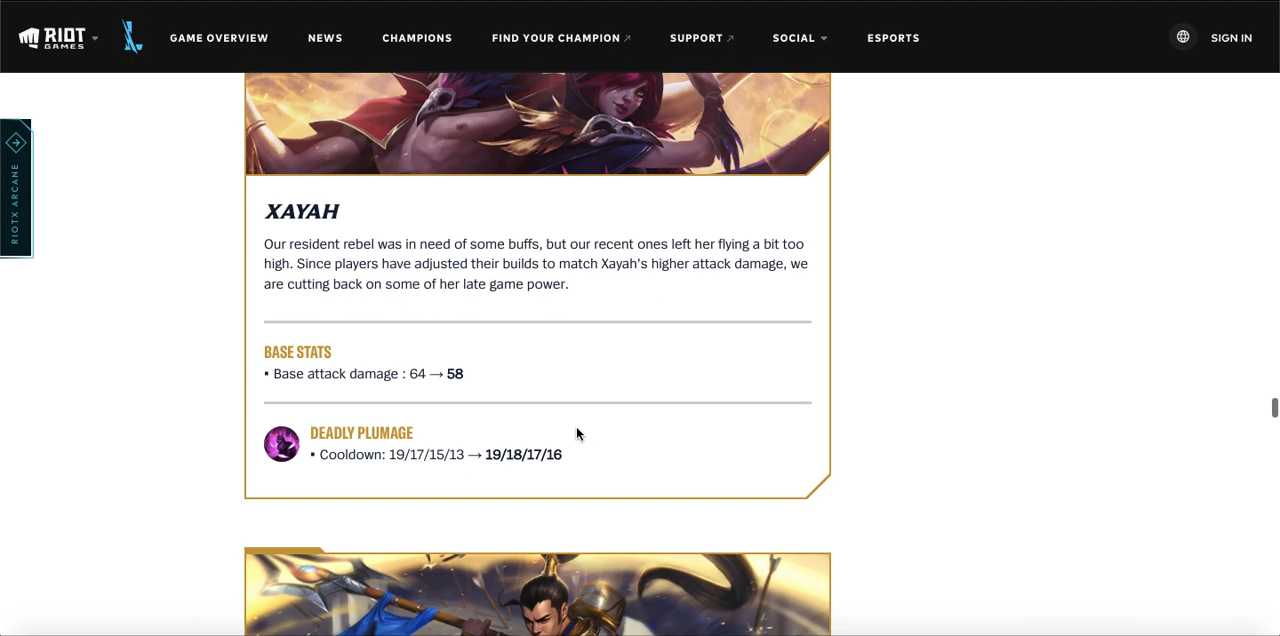 RIOT GAMES
GAME OVERVIEW NEWS CHAMPIONS FIND YOUR CHAMPION SUPPORT SOCIAL ESPORTS SIGN IN
RIOTX ARCANE
XAYAH
Our resident rebel was in need of some buffs, but our recent ones left her flying a bit too
high. Since players have adjusted their builds to match Xayah's higher attack damage, we
are cutting back on some of her late game power.
BASE STATS
▪ Base attack damage : 64 → 58
DEADLY PLUMAGE
▪ Cooldown: 19/17/15/13 → 19/18/17/16